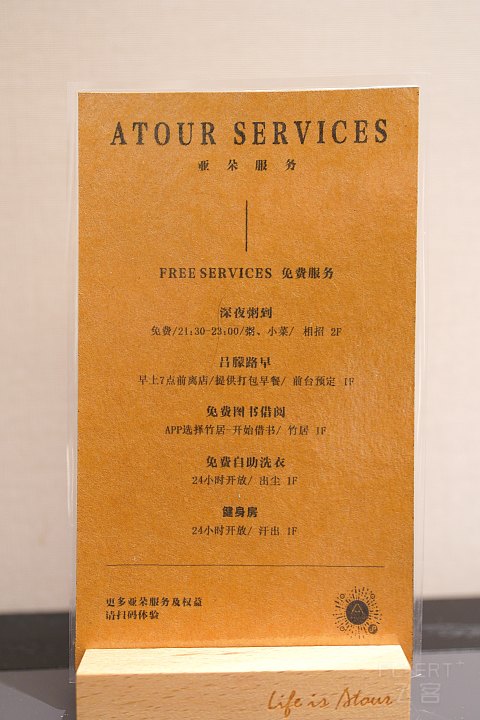 ATOUR SERVICES
亚朵服务
FREE SERVICES 免费服务
深夜粥到
免费/21:30-23:00/粥、小菜/ 相招 2F
吕朦路早
早上7点前离店/提供打包早餐/ 前台预定 1F
免费图书借阅
APP选择竹居-开始借书/ 竹居 1F
免费自助洗衣
24小时开放/ 出尘 1F
健身房
24小时开放/ 汗出 1F
更多亚朵服务及权益
请扫码体验
Life is Atour